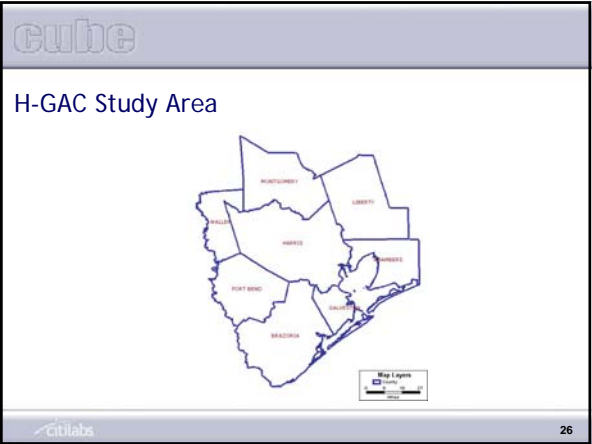 cube
H-GAC Study Area
MONTGOMERY
LIBERTY
WALLER
HARRIS
CHAMBERS
FORT BEND
GALVESTON
BRAZORIA
Map Layers
County
Miles
citilabs
26